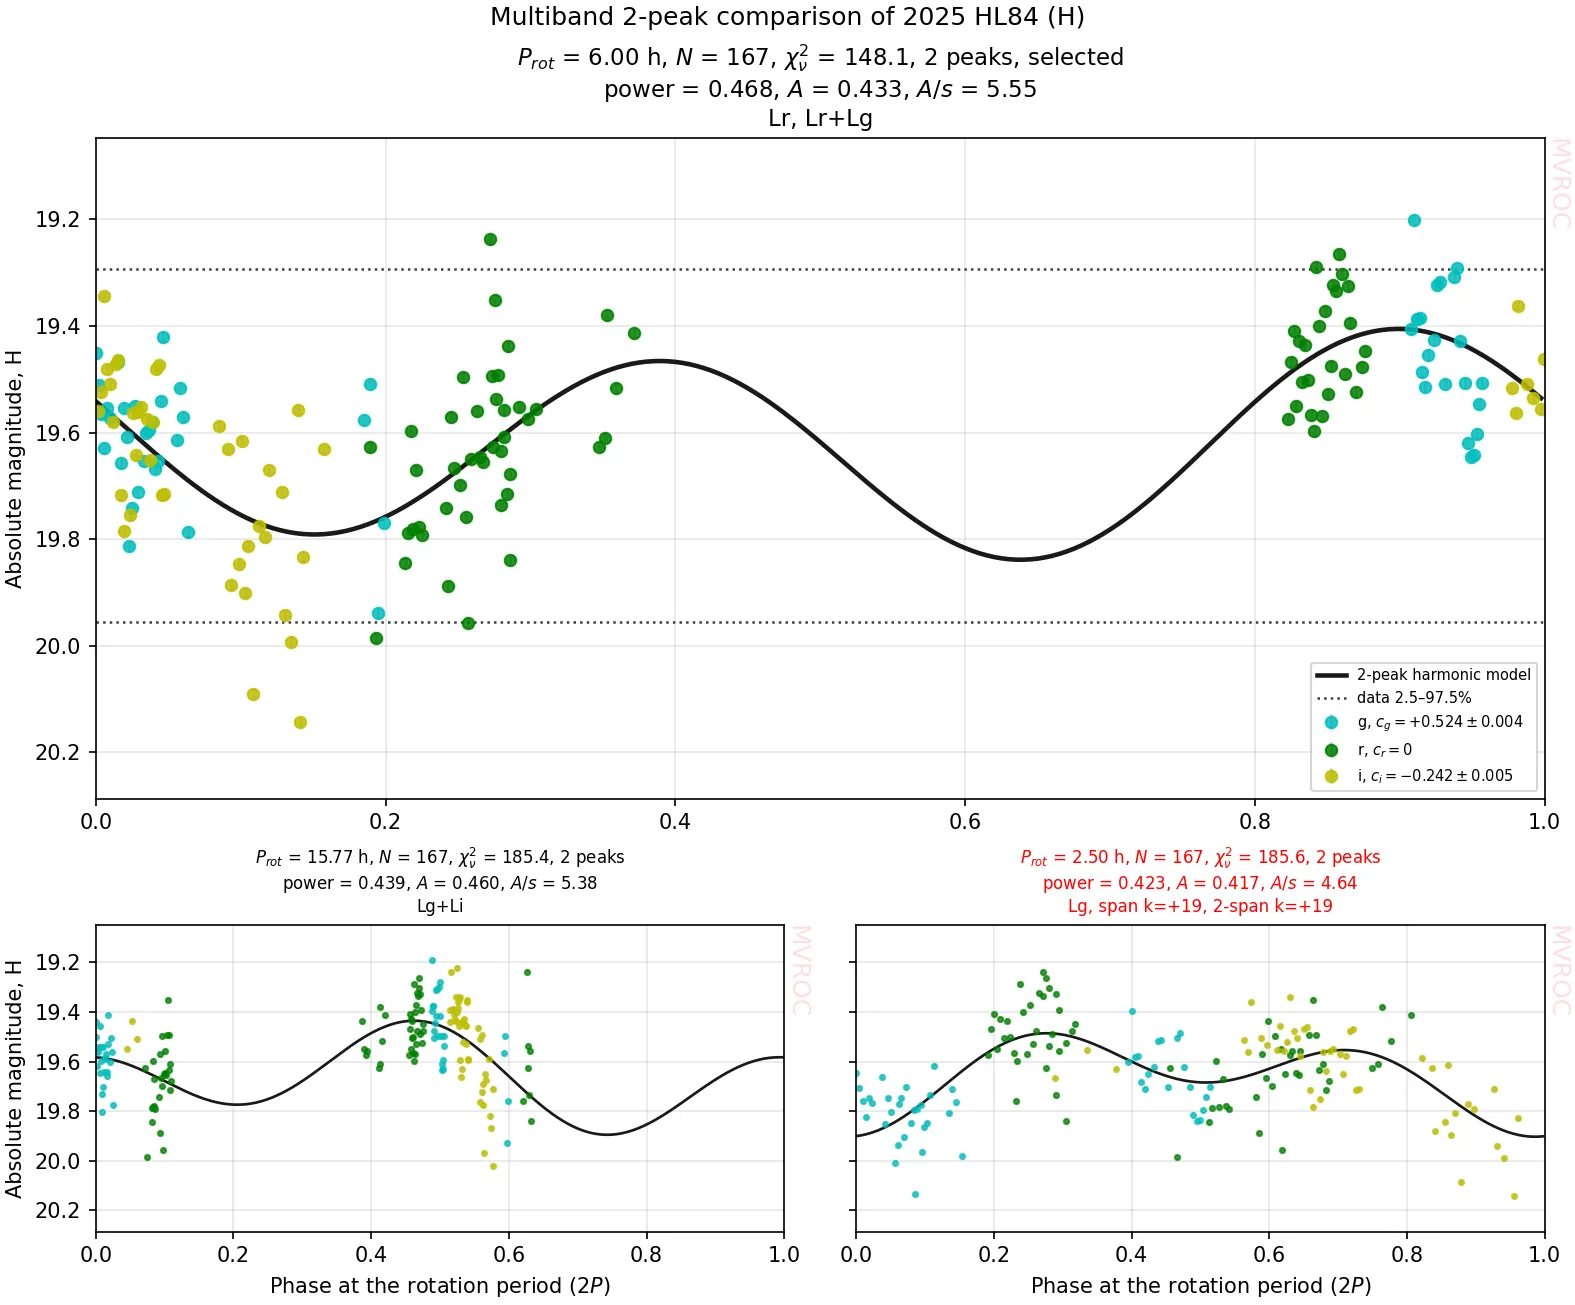 Multiband 2-peak comparison of 2025 HL84 (H)
P_rot = 6.00 h, N = 167, χ²_ν = 148.1, 2 peaks, selected
power = 0.468, A = 0.433, A/s = 5.55
Lr, Lr+Lg
MVROC
Absolute magnitude, H
19.2
19.4
19.6
19.8
20.0
20.2
2-peak harmonic model
data 2.5–97.5%
g, c_g = +0.524 ± 0.004
r, c_r = 0
i, c_i = −0.242 ± 0.005
0.0 0.2 0.4 0.6 0.8 1.0
P_rot = 15.77 h, N = 167, χ²_ν = 185.4, 2 peaks
power = 0.439, A = 0.460, A/s = 5.38
Lg+Li
MVROC
Absolute magnitude, H
19.2
19.4
19.6
19.8
20.0
20.2
0.0 0.2 0.4 0.6 0.8 1.0
Phase at the rotation period (2P)
P_rot = 2.50 h, N = 167, χ²_ν = 185.6, 2 peaks
power = 0.423, A = 0.417, A/s = 4.64
Lg, span k=+19, 2-span k=+19
MVROC
0.0 0.2 0.4 0.6 0.8 1.0
Phase at the rotation period (2P)